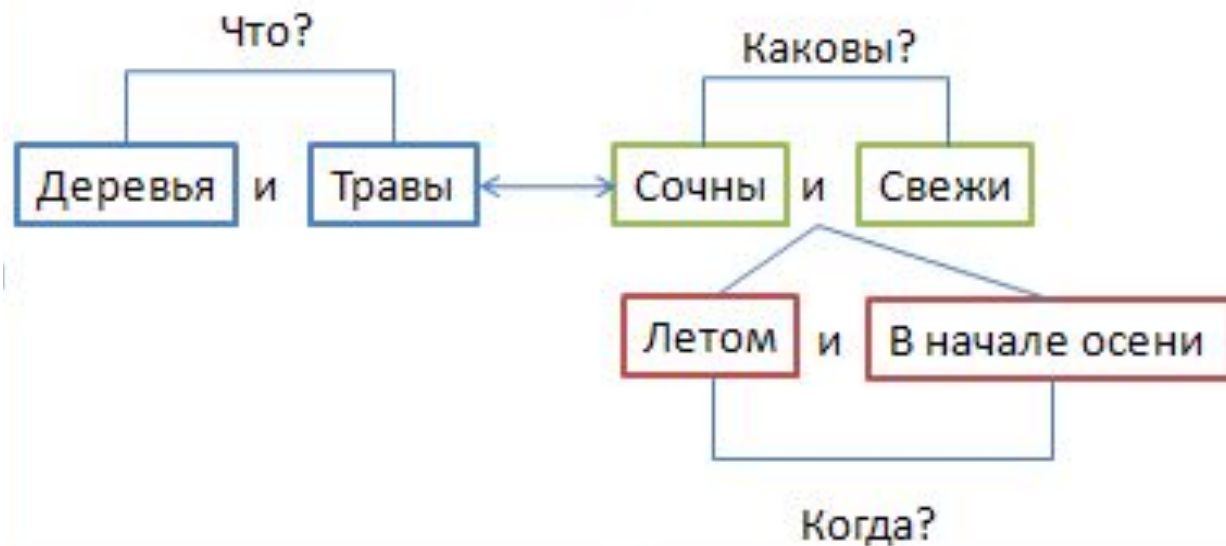 Что?
Каковы?
Деревья и Травы Сочны и Свежи
Летом и В начале осени
Когда?